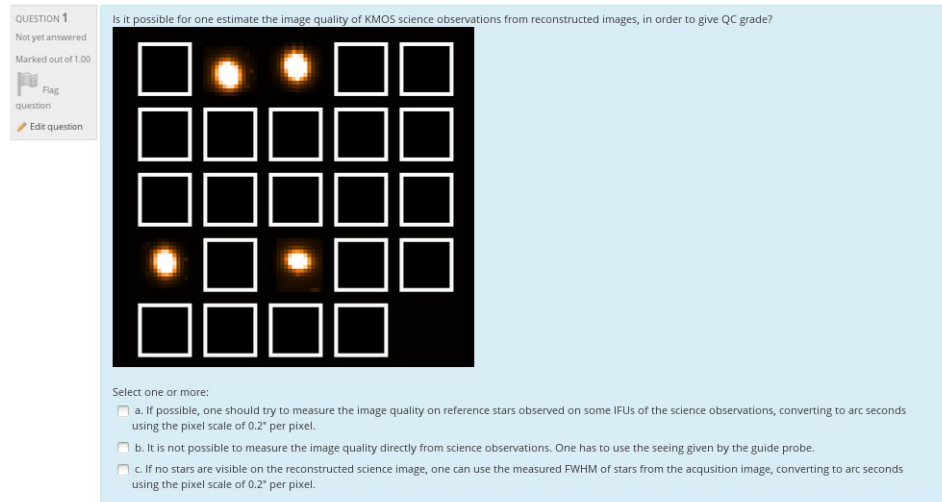 QUESTION 1
Not yet answered
Marked out of 1.00
Flag
question
Edit question
Is it possible for one estimate the image quality of KMOS science observations from reconstructed images, in order to give QC grade?
Select one or more:
a. If possible, one should try to measure the image quality on reference stars observed on some IFUs of the science observations, converting to arc seconds
using the pixel scale of 0.2" per pixel.
b. It is not possible to measure the image quality directly from science observations. One has to use the seeing given by the guide probe.
c. If no stars are visible on the reconstructed science image, one can use the measured FWHM of stars from the acqusition image, converting to arc seconds
using the pixel scale of 0.2" per pixel.